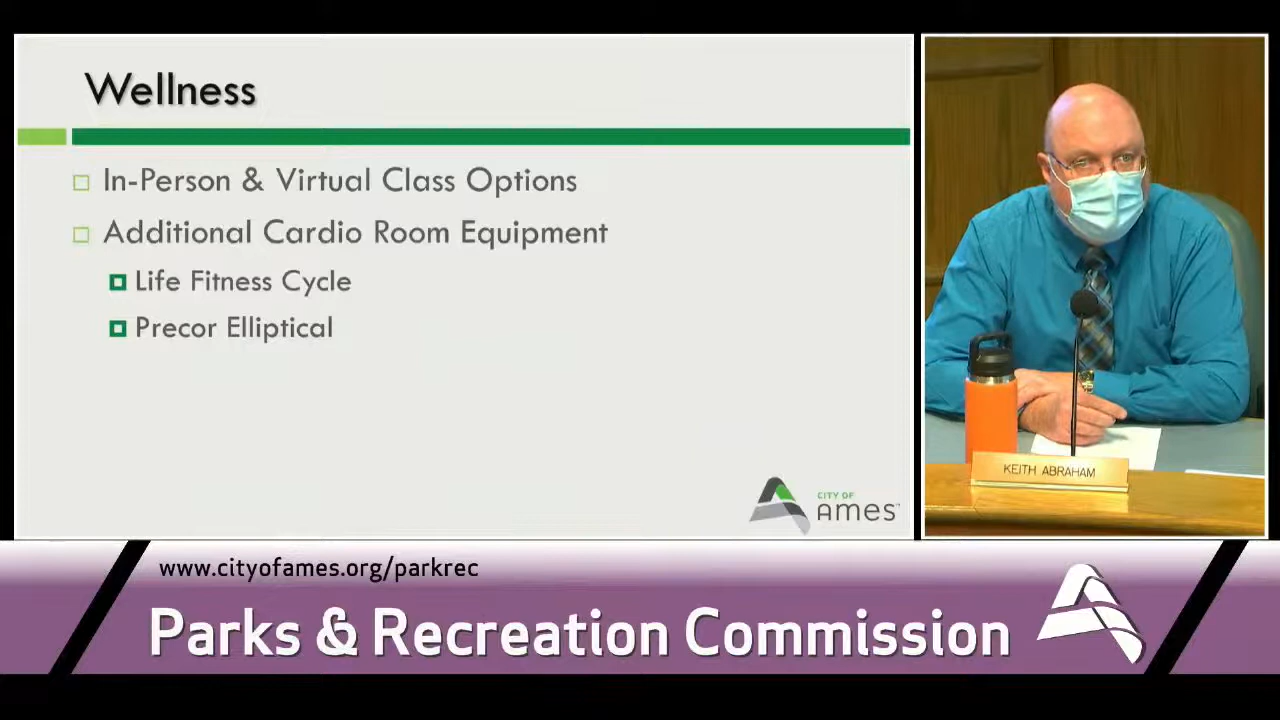 Wellness
In-Person & Virtual Class Options
Additional Cardio Room Equipment
Life Fitness Cycle
Precor Elliptical
CITY OF
AMES™
KEITH ABRAHAM
www.cityofames.org/parkrec
Parks & Recreation Commission